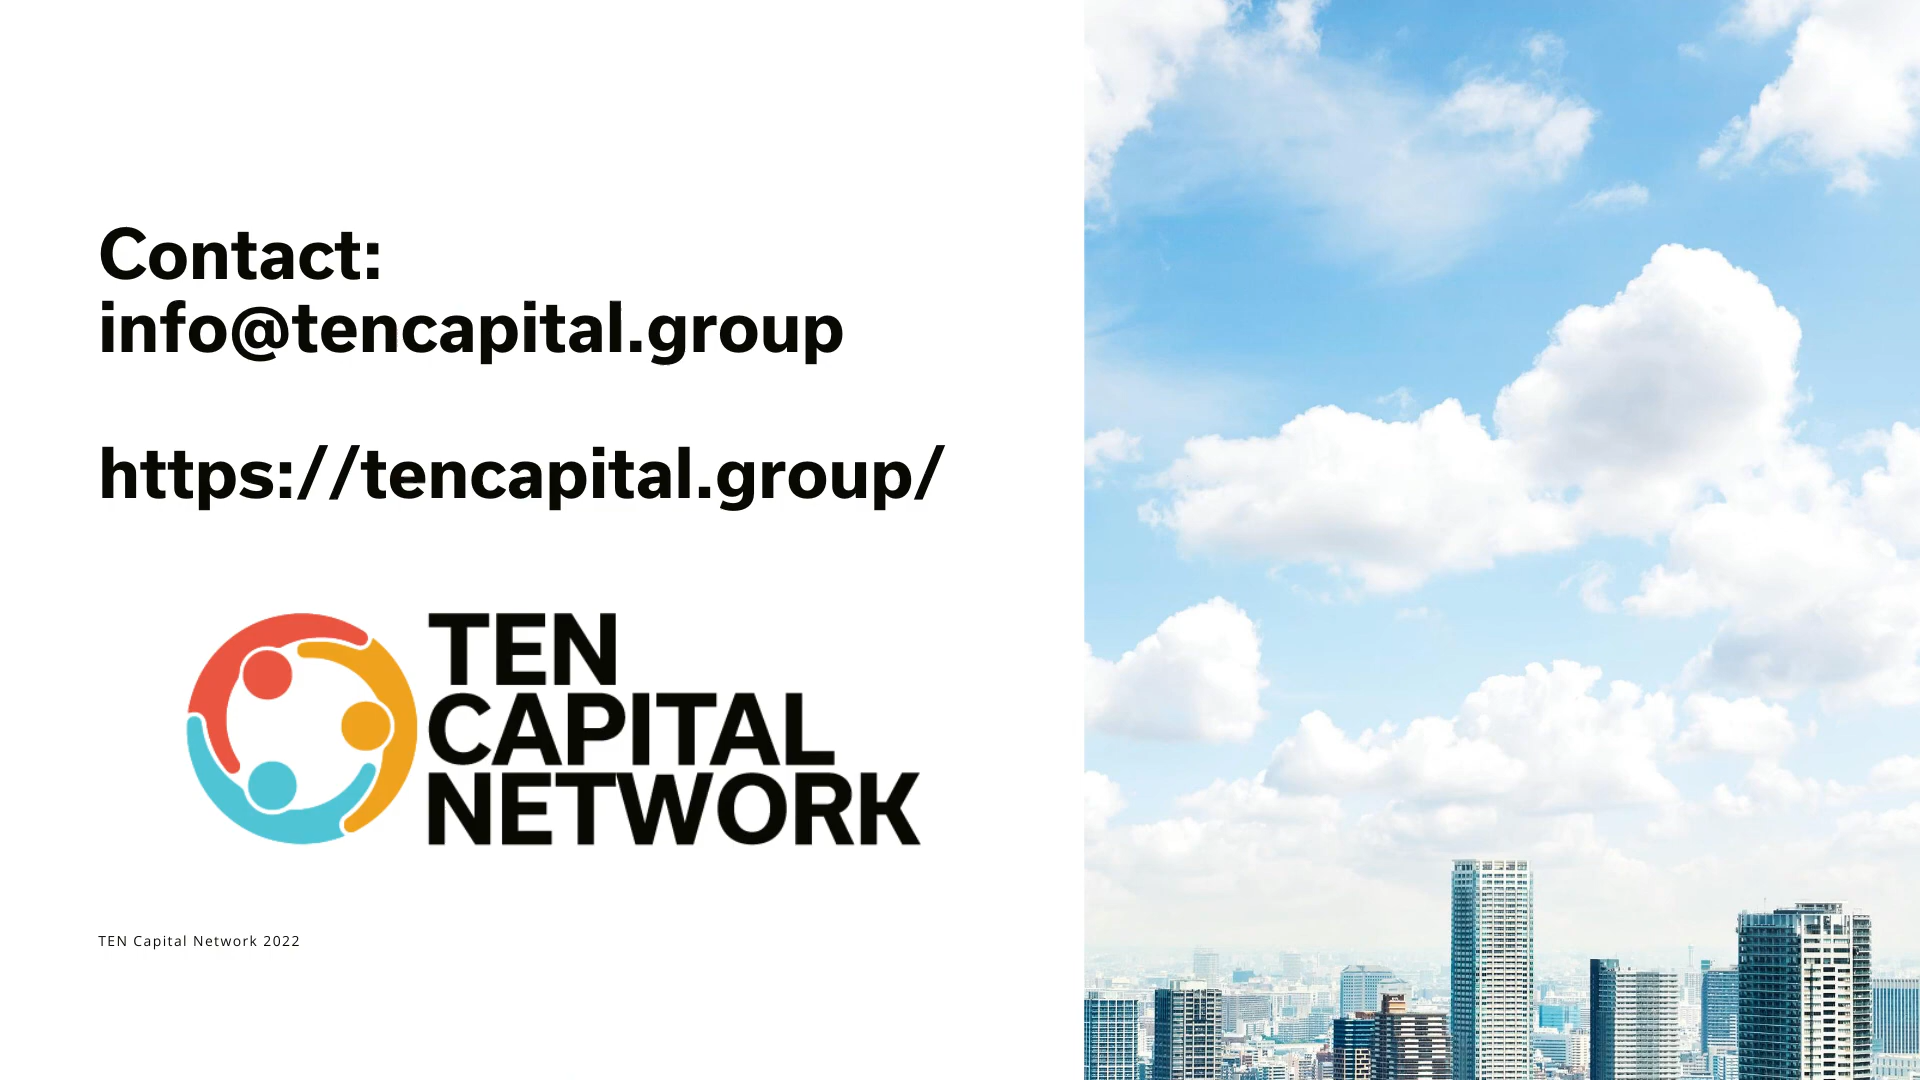 Contact:
info@tencapital.group
https://tencapital.group/
TEN
CAPITAL
NETWORK
TEN Capital Network 2022